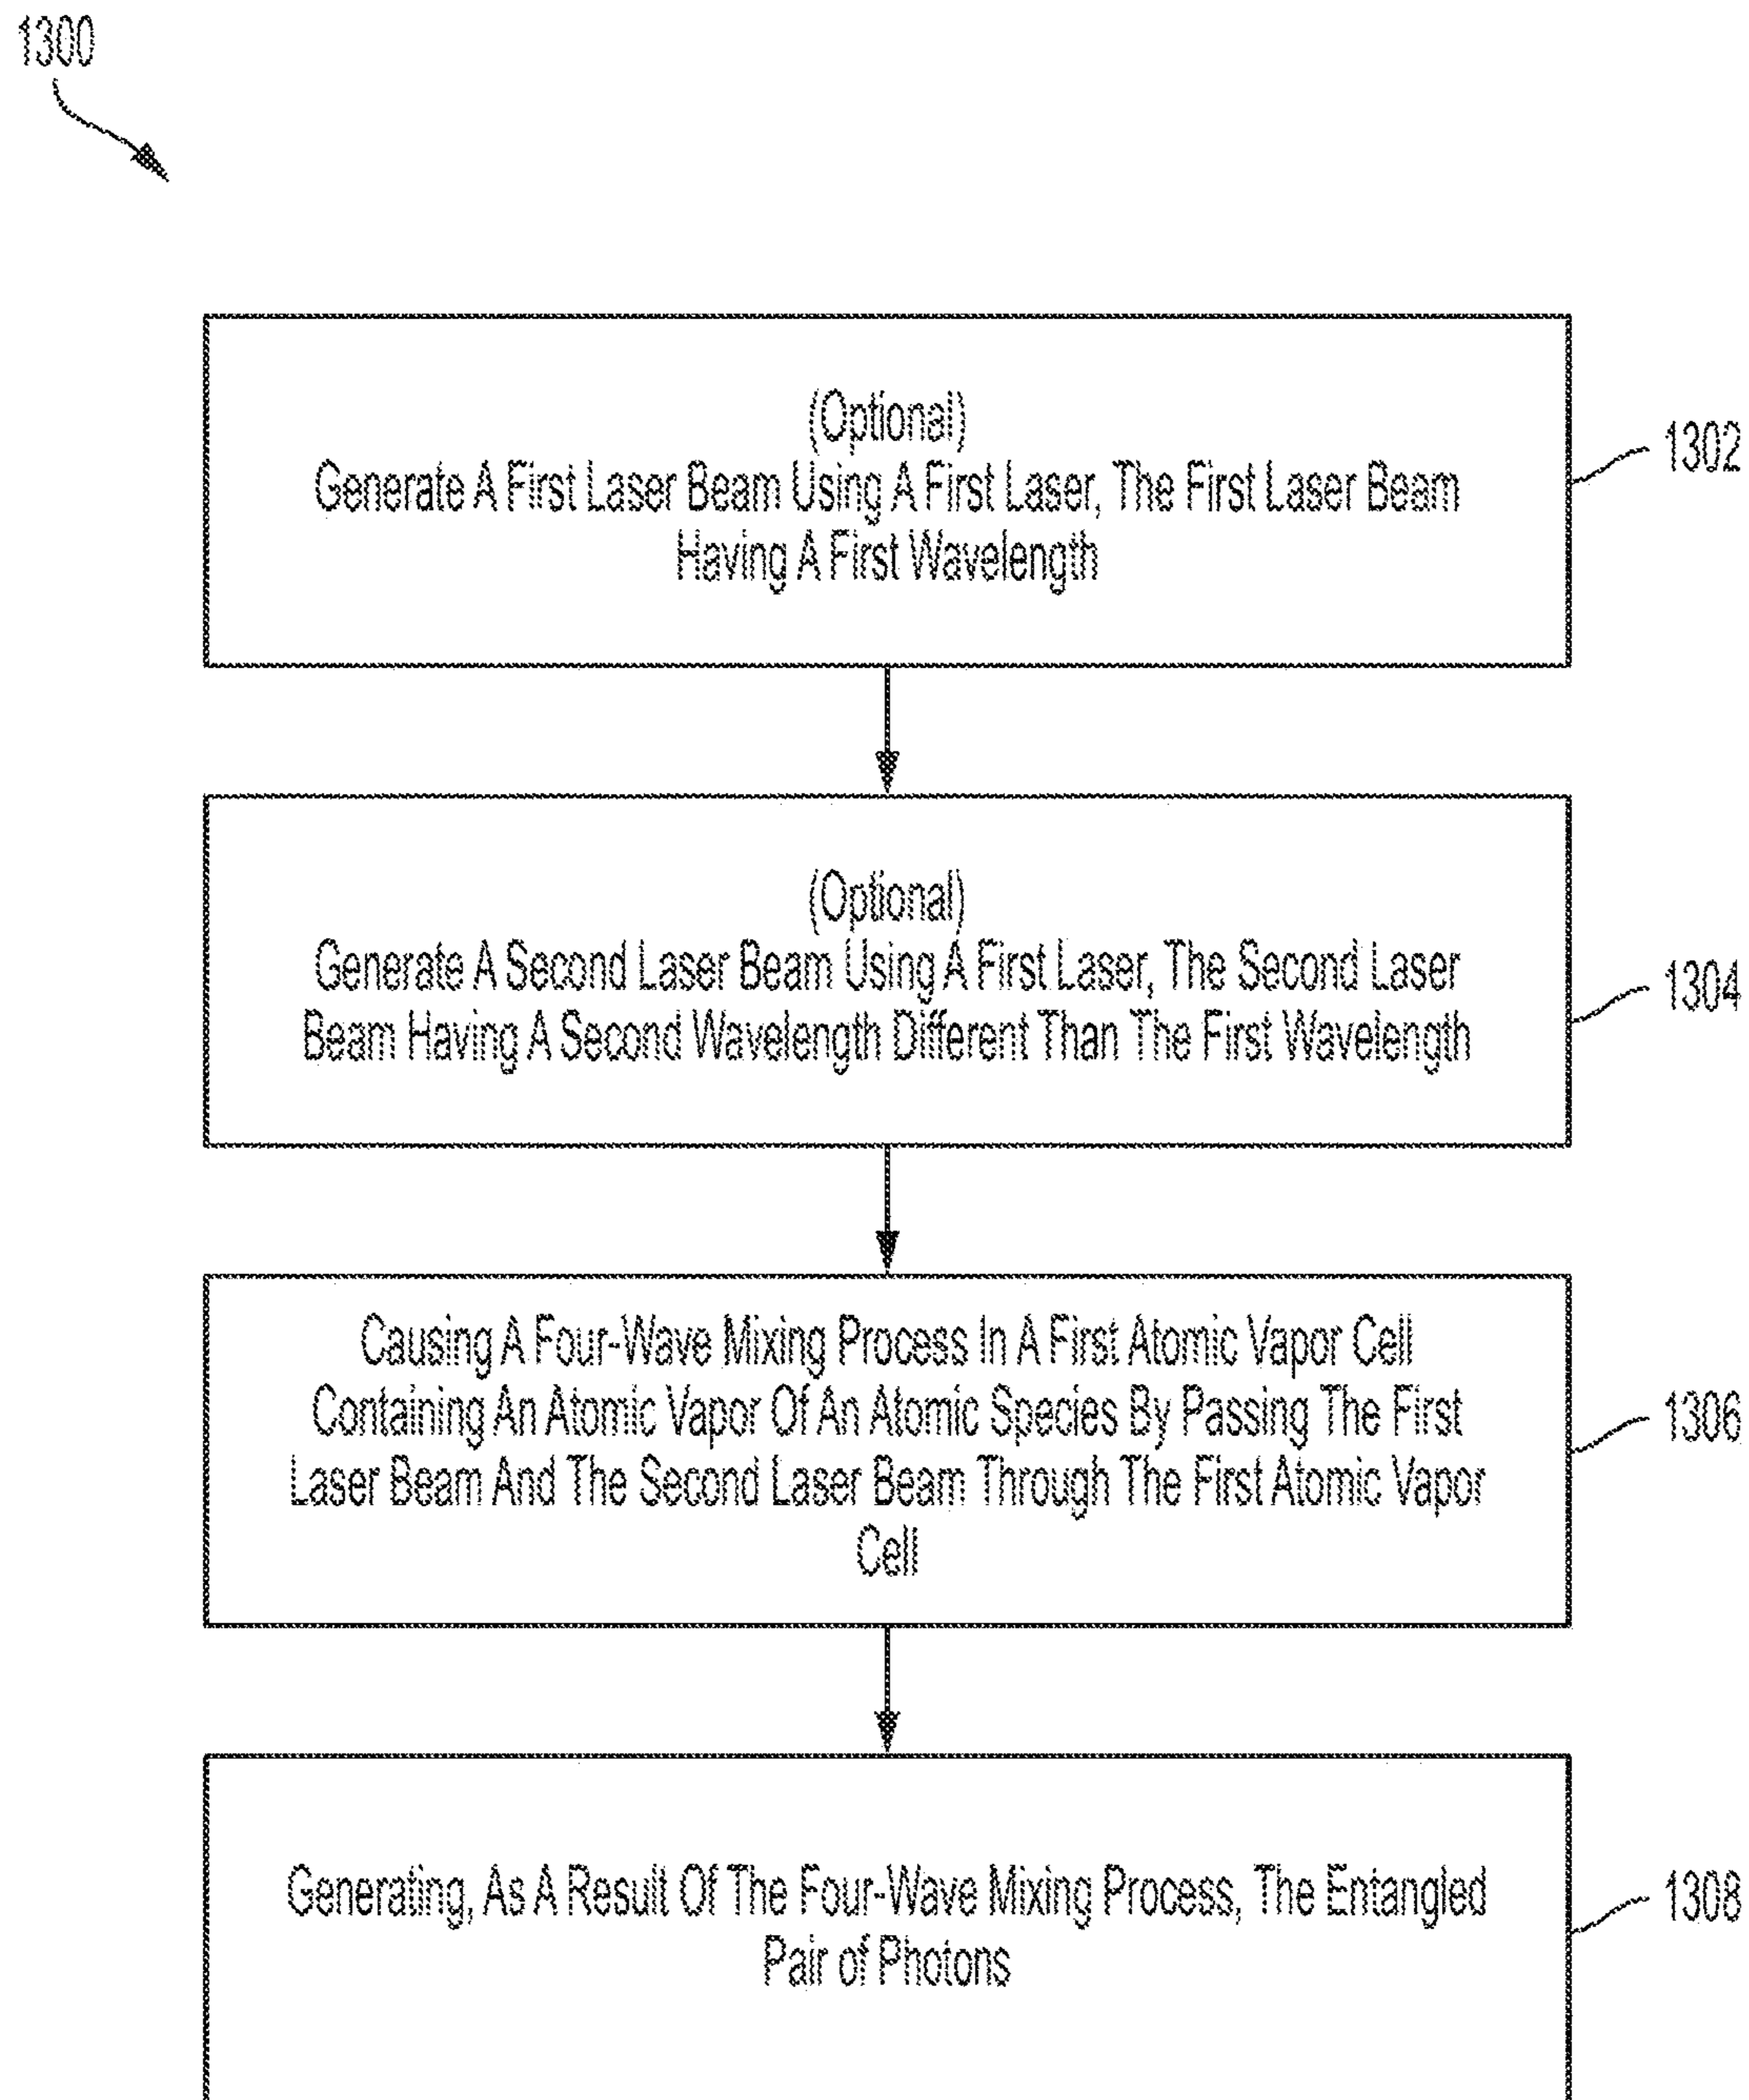 1300
(Optional)
Generate A First Laser Beam Using A First Laser, The First Laser Beam
Having A First Wavelength
1302
(Optional)
Generate A Second Laser Beam Using A First Laser, The Second Laser
Beam Having A Second Wavelength Different Than The First Wavelength
1304
Causing A Four-Wave Mixing Process In A First Atomic Vapor Cell
Containing An Atomic Vapor Of An Atomic Species By Passing The First
Laser Beam And The Second Laser Beam Through The First Atomic Vapor
Cell
1306
Generating, As A Result Of The Four-Wave Mixing Process, The Entangled
Pair of Photons
1308